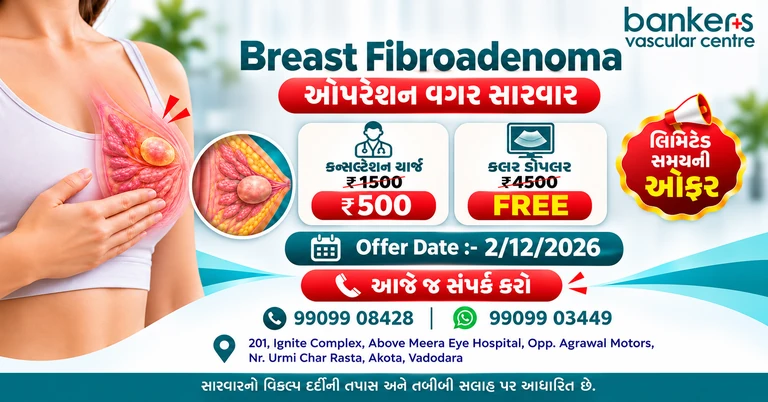 bankers
vascular centre
Breast Fibroadenoma
ઓપરેશન વગર સારવાર
કન્સલ્ટેશન ચાર્જ
₹1500
₹500
કલર ડોપલર
₹4500
FREE
લિમિટેડ
સમયની
ઓફર
Offer Date :- 2/12/2026
આજે જ સંપર્ક કરો
99099 08428 | 99099 03449
201, Ignite Complex, Above Meera Eye Hospital, Opp. Agrawal Motors,
Nr. Urmi Char Rasta, Akota, Vadodara
સારવારનો વિકલ્પ દર્દીની તપાસ અને તબીબી સલાહ પર આધારિત છે.